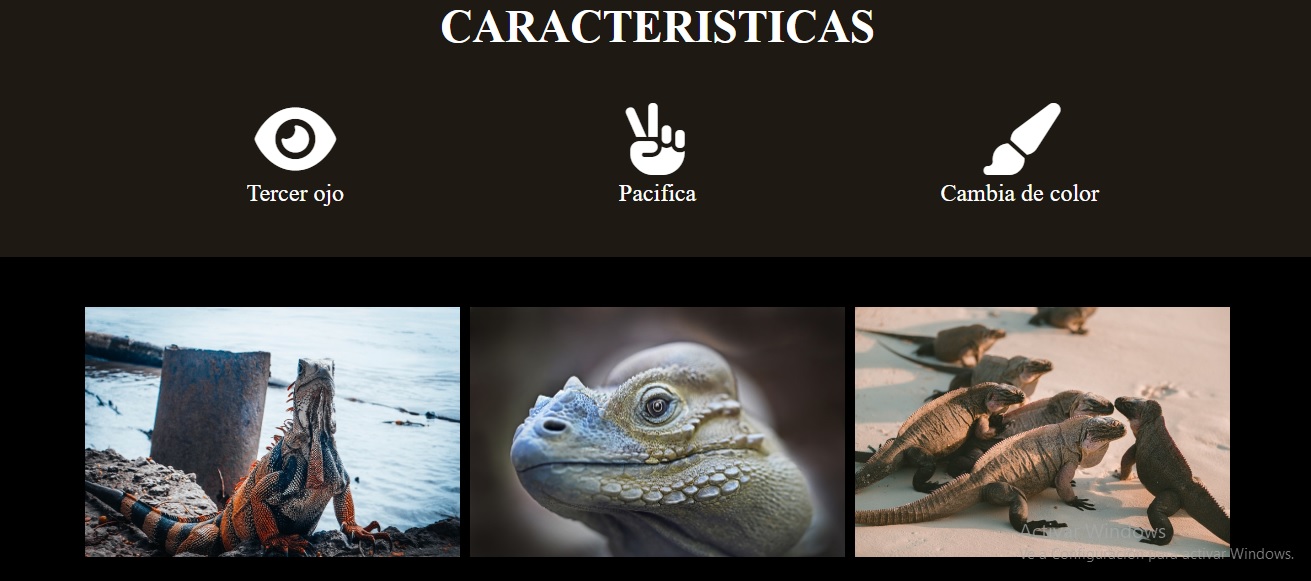 CARACTERISTICAS
Tercer ojo
Pacifica
Cambia de color
Activar Windows
Ve a Configuración para activar Windows.